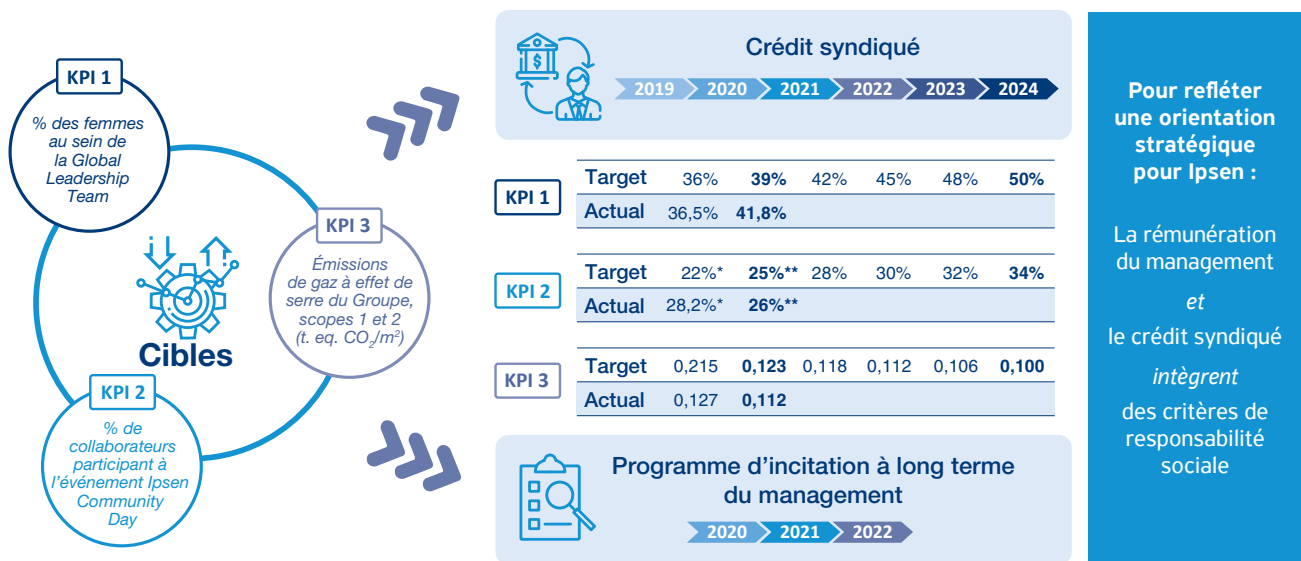 KPI 1
% des femmes
au sein de
la Global
Leadership
Team
KPI 3
Émissions
de gaz à effet de
serre du Groupe,
scopes 1 et 2
(t. eq. CO₂/m²)
Cibles
KPI 2
% de
collaborateurs
participant à
l'événement Ipsen
Community
Day
Crédit syndiqué
2019 2020 2021 2022 2023 2024
KPI 1
Target 36% 39% 42% 45% 48% 50%
Actual 36,5% 41,8%
KPI 2
Target 22%* 25%** 28% 30% 32% 34%
Actual 28,2%* 26%**
KPI 3
Target 0,215 0,123 0,118 0,112 0,106 0,100
Actual 0,127 0,112
Programme d'incitation à long terme
du management
2020 2021 2022
Pour refléter
une orientation
stratégique
pour Ipsen :
La rémunération
du management
et
le crédit syndiqué
intègrent
des critères de
responsabilité
sociale